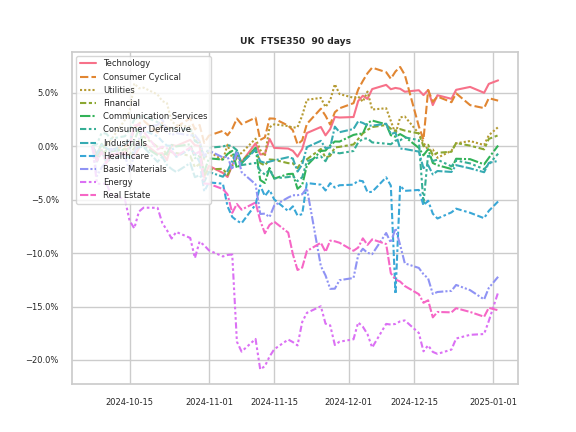 UK FTSE350 90 days
Technology
Consumer Cyclical
Utilities
Financial
Communication Services
Consumer Defensive
Industrials
Healthcare
Basic Materials
Energy
Real Estate
5.0%
0.0%
−5.0%
−10.0%
−15.0%
−20.0%
2024-10-15 2024-11-01 2024-11-15 2024-12-01 2024-12-15 2025-01-01